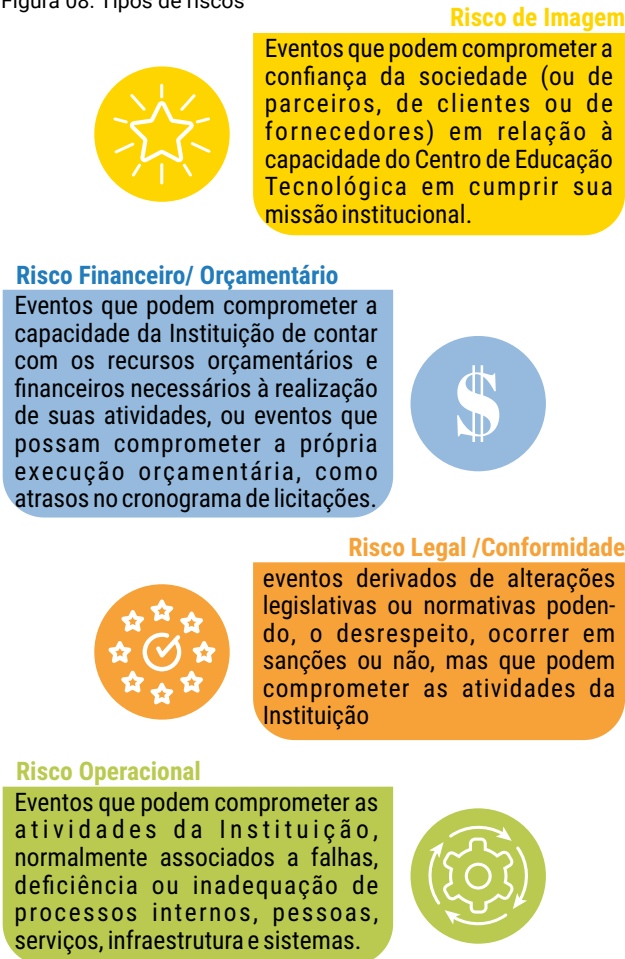 Figura 08. Tipos de riscos
Risco de Imagem
Eventos que podem comprometer a
confiança da sociedade (ou de
parceiros, de clientes ou de
fornecedores) em relação à
capacidade do Centro de Educação
Tecnológica em cumprir sua
missão institucional.
Risco Financeiro/ Orçamentário
Eventos que podem comprometer a
capacidade da Instituição de contar
com os recursos orçamentários e
financeiros necessários à realização
de suas atividades, ou eventos que
possam comprometer a própria
execução orçamentária, como
atrasos no cronograma de licitações.
$
Risco Legal /Conformidade
eventos derivados de alterações
legislativas ou normativas poden-
do, o desrespeito, ocorrer em
sanções ou não, mas que podem
comprometer as atividades da
Instituição
Risco Operacional
Eventos que podem comprometer as
atividades da Instituição,
normalmente associados a falhas,
deficiência ou inadequação de
processos internos, pessoas,
serviços, infraestrutura e sistemas.